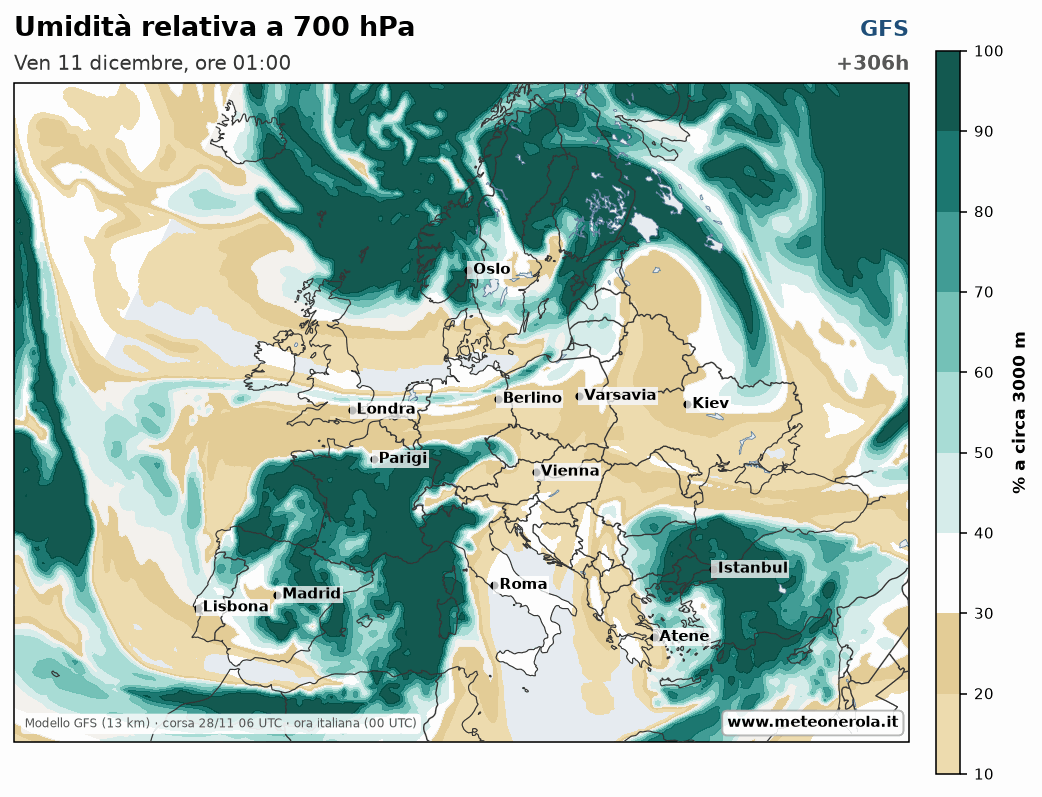 Umidità relativa a 700 hPa
GFS
Ven 11 dicembre, ore 01:00
+306h
100
90
80
70
60
50
40
30
20
10
% a circa 3000 m
Oslo
Berlino
Varsavia
Kiev
Londra
Parigi
Vienna
Istanbul
Roma
Madrid
Lisbona
Atene
Modello GFS (13 km) · corsa 28/11 06 UTC · ora italiana (00 UTC)
www.meteonerola.it